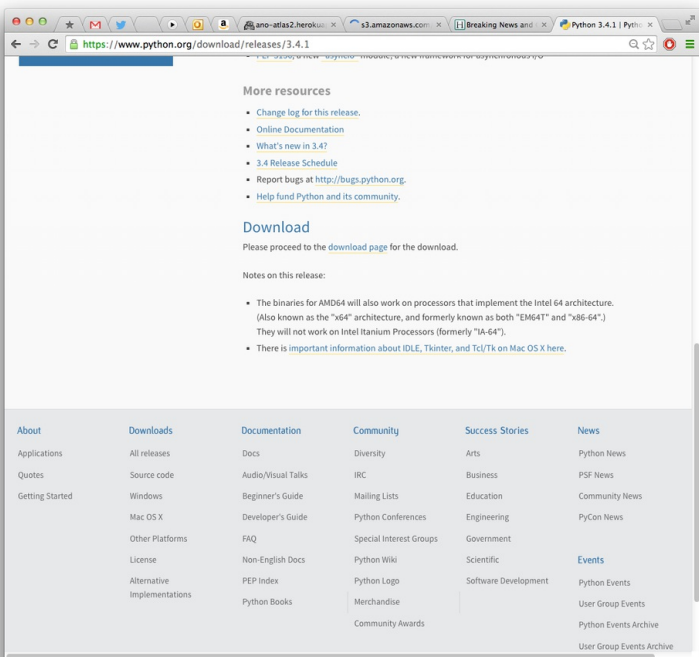 ano-atlas2.heroku
s3.amazonaws.com
Breaking News and
Python 3.4.1 | Pytho
https://www.python.org/download/releases/3.4.1
More resources
Change log for this release.
Online Documentation
What's new in 3.4?
3.4 Release Schedule
Report bugs at http://bugs.python.org.
Help fund Python and its community.
Download
Please proceed to the download page for the download.
Notes on this release:
The binaries for AMD64 will also work on processors that implement the Intel 64 architecture.
(Also known as the "x64" architecture, and formerly known as both "EM64T" and "x86-64".)
They will not work on Intel Itanium Processors (formerly "IA-64").
There is important information about IDLE, Tkinter, and Tcl/Tk on Mac OS X here.
About
Applications
Quotes
Getting Started
Downloads
All releases
Source code
Windows
Mac OS X
Other Platforms
License
Alternative
Implementations
Documentation
Docs
Audio/Visual Talks
Beginner's Guide
Developer's Guide
FAQ
Non-English Docs
PEP Index
Python Books
Community
Diversity
IRC
Mailing Lists
Python Conferences
Special Interest Groups
Python Wiki
Python Logo
Merchandise
Community Awards
Success Stories
Arts
Business
Education
Engineering
Government
Scientific
Software Development
News
Python News
PSF News
Community News
PyCon News
Events
Python Events
User Group Events
Python Events Archive
User Group Events Archive